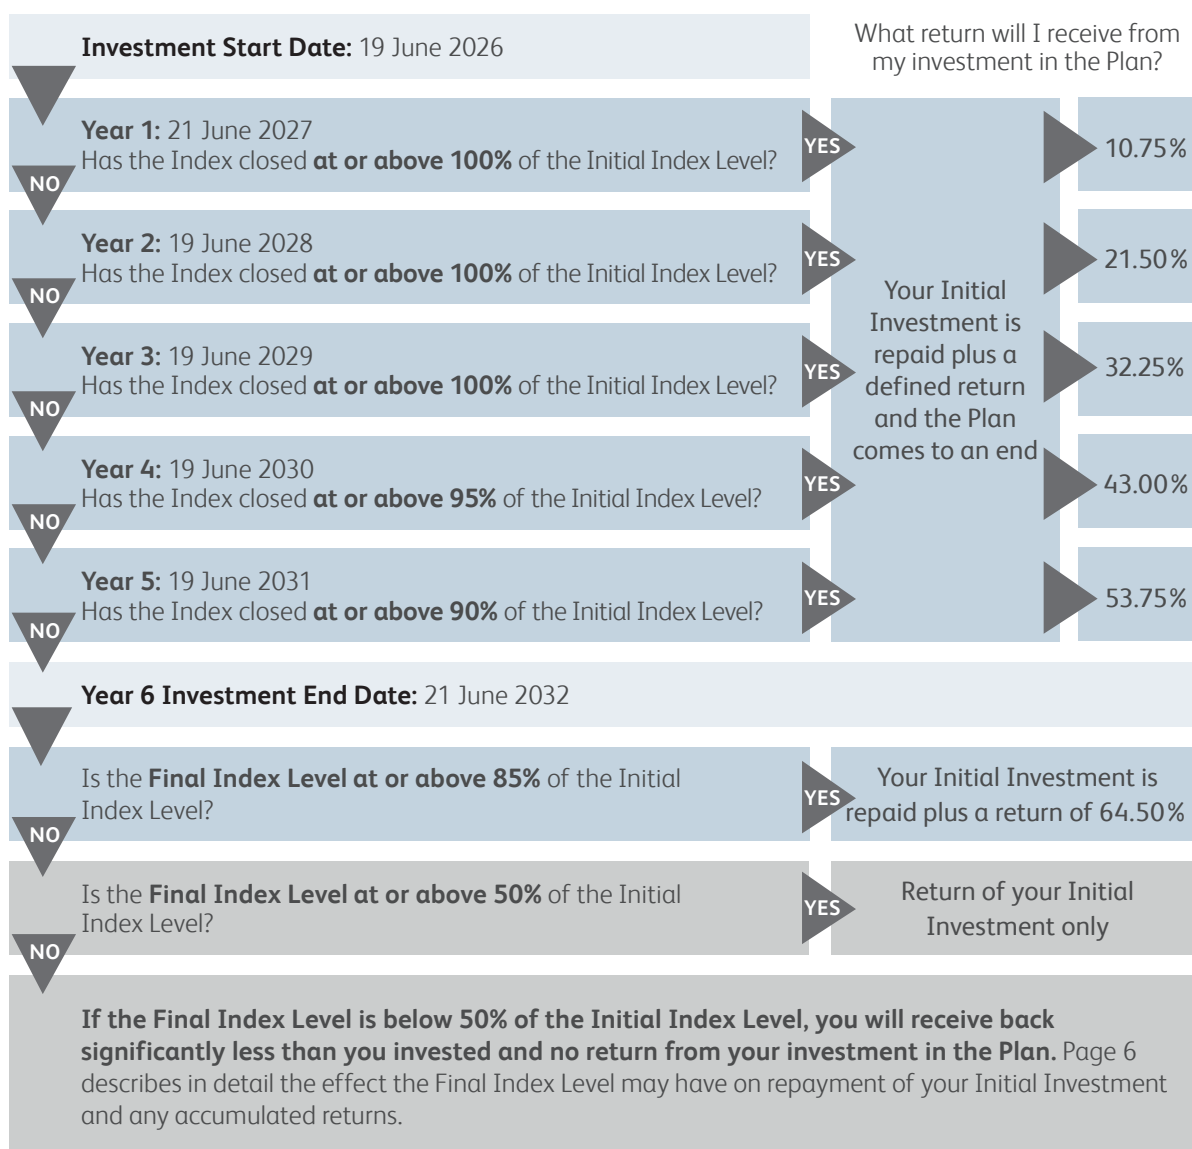 Investment Start Date: 19 June 2026
What return will I receive from
my investment in the Plan?
Year 1: 21 June 2027
Has the Index closed at or above 100% of the Initial Index Level?
YES
10.75%
NO
Year 2: 19 June 2028
Has the Index closed at or above 100% of the Initial Index Level?
YES
21.50%
NO
Year 3: 19 June 2029
Has the Index closed at or above 100% of the Initial Index Level?
YES
32.25%
NO
Year 4: 19 June 2030
Has the Index closed at or above 95% of the Initial Index Level?
YES
43.00%
NO
Year 5: 19 June 2031
Has the Index closed at or above 90% of the Initial Index Level?
YES
53.75%
NO
Your Initial
Investment is
repaid plus a
defined return
and the Plan
comes to an end
Year 6 Investment End Date: 21 June 2032
Is the Final Index Level at or above 85% of the Initial
Index Level?
YES
Your Initial Investment is
repaid plus a return of 64.50%
NO
Is the Final Index Level at or above 50% of the Initial
Index Level?
YES
Return of your Initial
Investment only
NO
If the Final Index Level is below 50% of the Initial Index Level, you will receive back
significantly less than you invested and no return from your investment in the Plan. Page 6
describes in detail the effect the Final Index Level may have on repayment of your Initial Investment
and any accumulated returns.